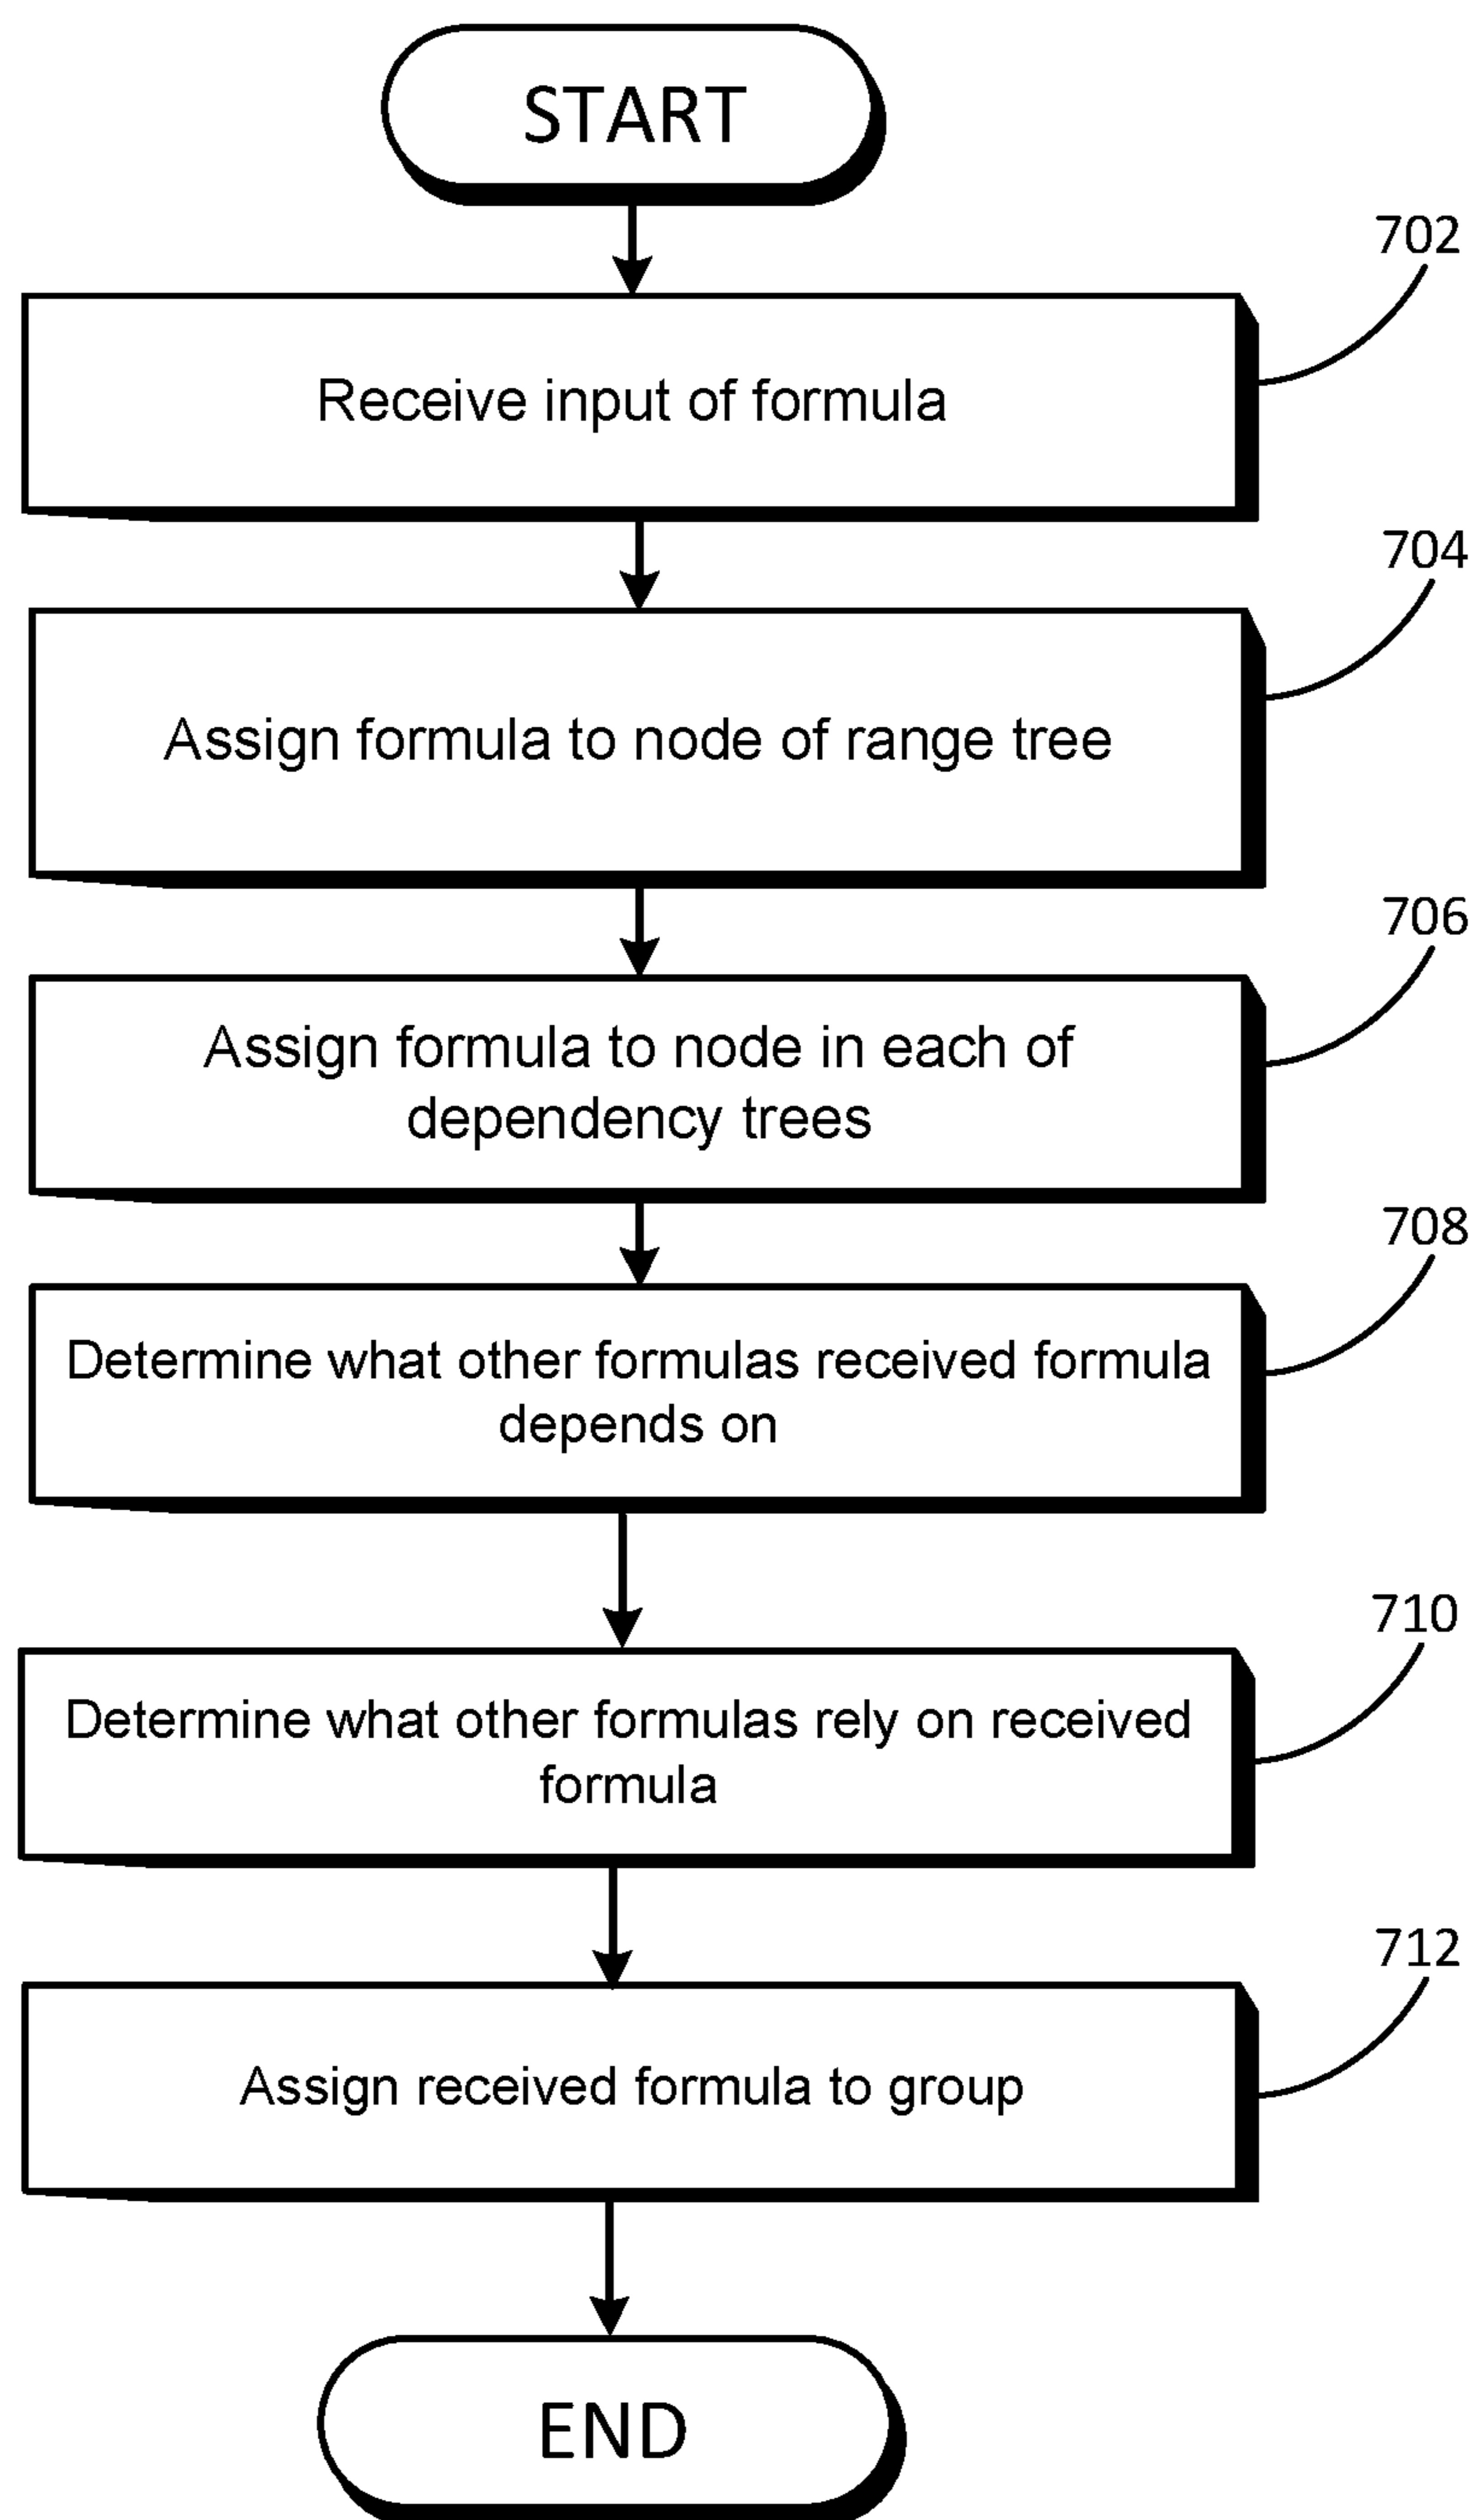 START
702
Receive input of formula
704
Assign formula to node of range tree
706
Assign formula to node in each of
dependency trees
708
Determine what other formulas received formula
depends on
710
Determine what other formulas rely on received
formula
712
Assign received formula to group
END